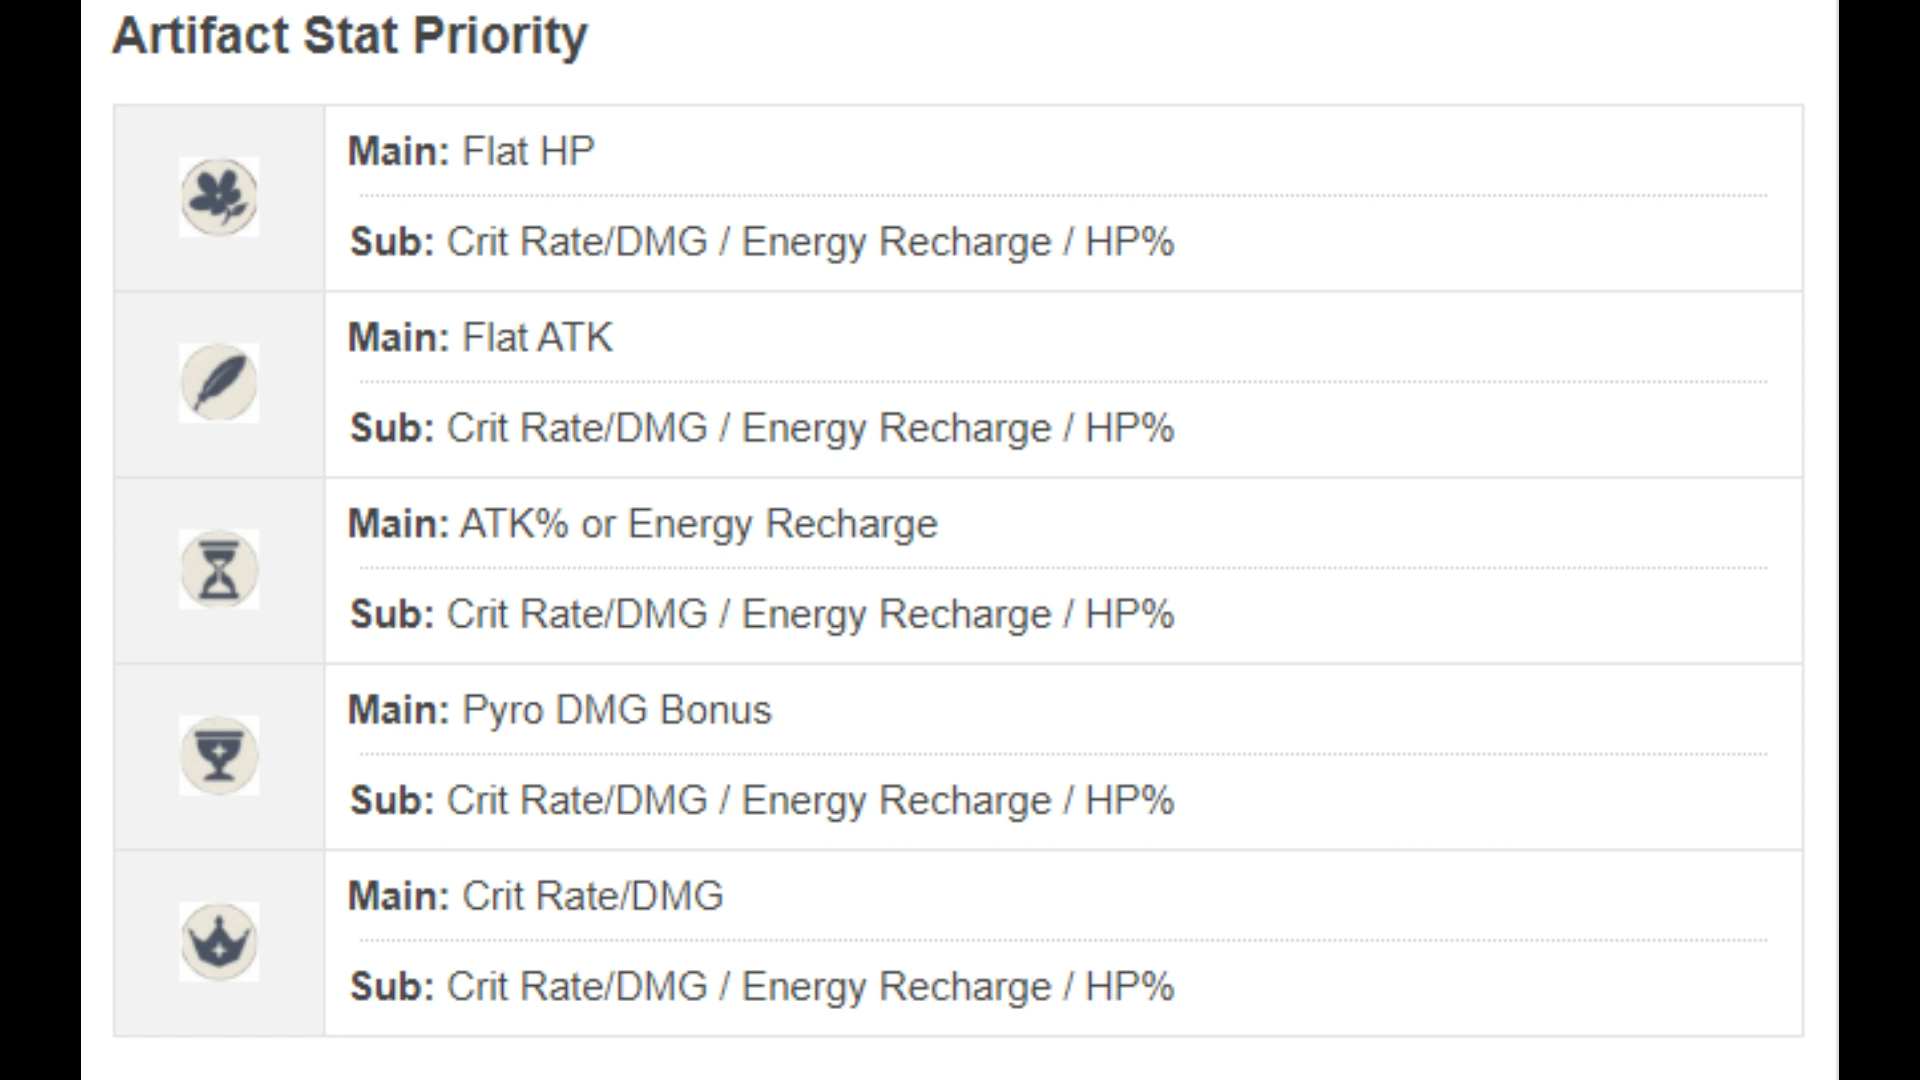 Artifact Stat Priority
Main: Flat HP
Sub: Crit Rate/DMG / Energy Recharge / HP%
Main: Flat ATK
Sub: Crit Rate/DMG / Energy Recharge / HP%
Main: ATK% or Energy Recharge
Sub: Crit Rate/DMG / Energy Recharge / HP%
Main: Pyro DMG Bonus
Sub: Crit Rate/DMG / Energy Recharge / HP%
Main: Crit Rate/DMG
Sub: Crit Rate/DMG / Energy Recharge / HP%